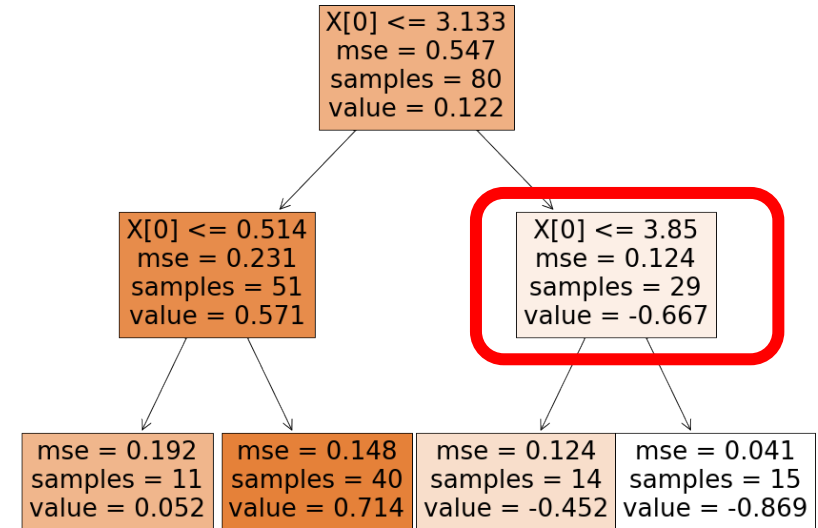 X[0] <= 3.133
mse = 0.547
samples = 80
value = 0.122
X[0] <= 0.514
mse = 0.231
samples = 51
value = 0.571
X[0] <= 3.85
mse = 0.124
samples = 29
value = -0.667
mse = 0.192
samples = 11
value = 0.052
mse = 0.148
samples = 40
value = 0.714
mse = 0.124
samples = 14
value = -0.452
mse = 0.041
samples = 15
value = -0.869